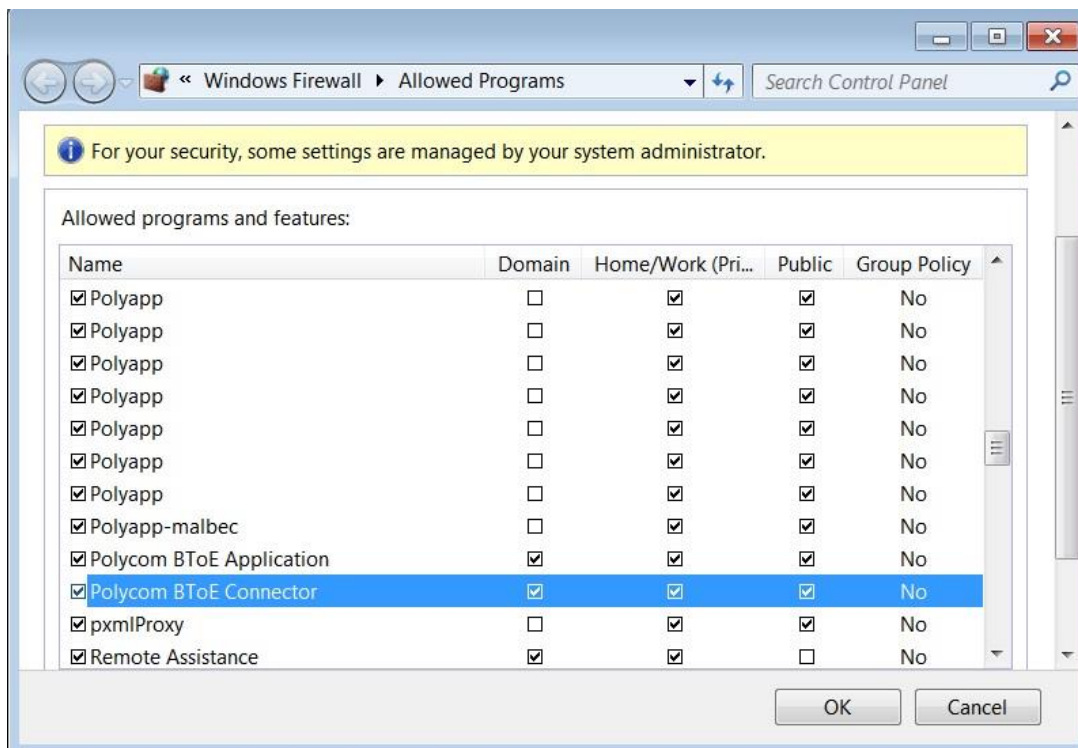 « Windows Firewall ▸ Allowed Programs Search Control Panel
For your security, some settings are managed by your system administrator.
Allowed programs and features:
Name Domain Home/Work (Pri... Public Group Policy
Polyapp No
Polyapp No
Polyapp No
Polyapp No
Polyapp No
Polyapp No
Polyapp No
Polyapp-malbec No
Polycom BToE Application No
Polycom BToE Connector No
pxmlProxy No
Remote Assistance No
OK Cancel